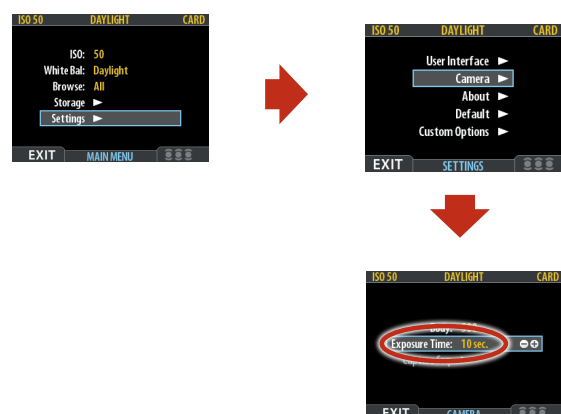 ISO 50 DAYLIGHT CARD
ISO: 50
White Bal: Daylight
Browse: All
Storage
Settings
EXIT MAIN MENU
ISO 50 DAYLIGHT CARD
User Interface
Camera
About
Default
Custom Options
EXIT SETTINGS
ISO 50 DAYLIGHT CARD
Body:
Exposure Time: 10 sec.
EXIT CAMERA